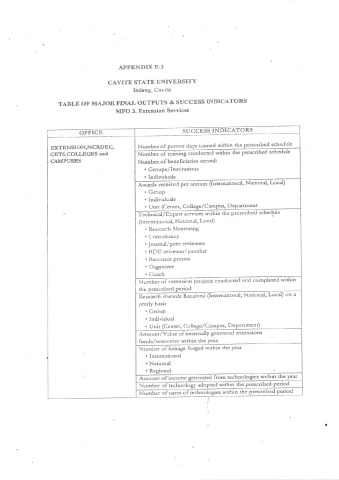 APPENDIX E-3
CAVITE STATE UNIVERSITY
Indang, Cavite
TABLE OF MAJOR FINAL OUTPUTS & SUCCESS INDICATORS
MFO 3. Extension Services
OFFICE
SUCCESS INDICATORS
EXTENSION, NCRDEC,
CETS, COLLEGES and
CAMPUSES
Number of person days trained within the prescribed schedule
Number of training conducted within the prescribed schedule
Number of beneficiaries served:
• Groups/Institutions
• Individuals
Awards received per annum (International, National, Local)
• Group
• Individuals
• Unit (Center, College/Campus, Department
Technical/Expert services within the prescribed schedule
(International, National, Local)
• Research Mentoring
• Consultancy
• Journal/peer reviewers
• RDE reviewer/panelist
• Resource person
• Organizer
• Coach
Number of extension projects conducted and completed within
the prescribed period
Research Awards Received (International, National, Local) on a
yearly basis
• Group
• Individual
• Unit (Center, College/Campus, Department)
Amount/Value of externally generated extensions
funds/resources within the year
Number of linkage forged within the year
• International
• National
• Regional
Amount of income generated from technologies within the year
Number of technology adopted within the prescribed period
Number of users of technologies within the prescribed period